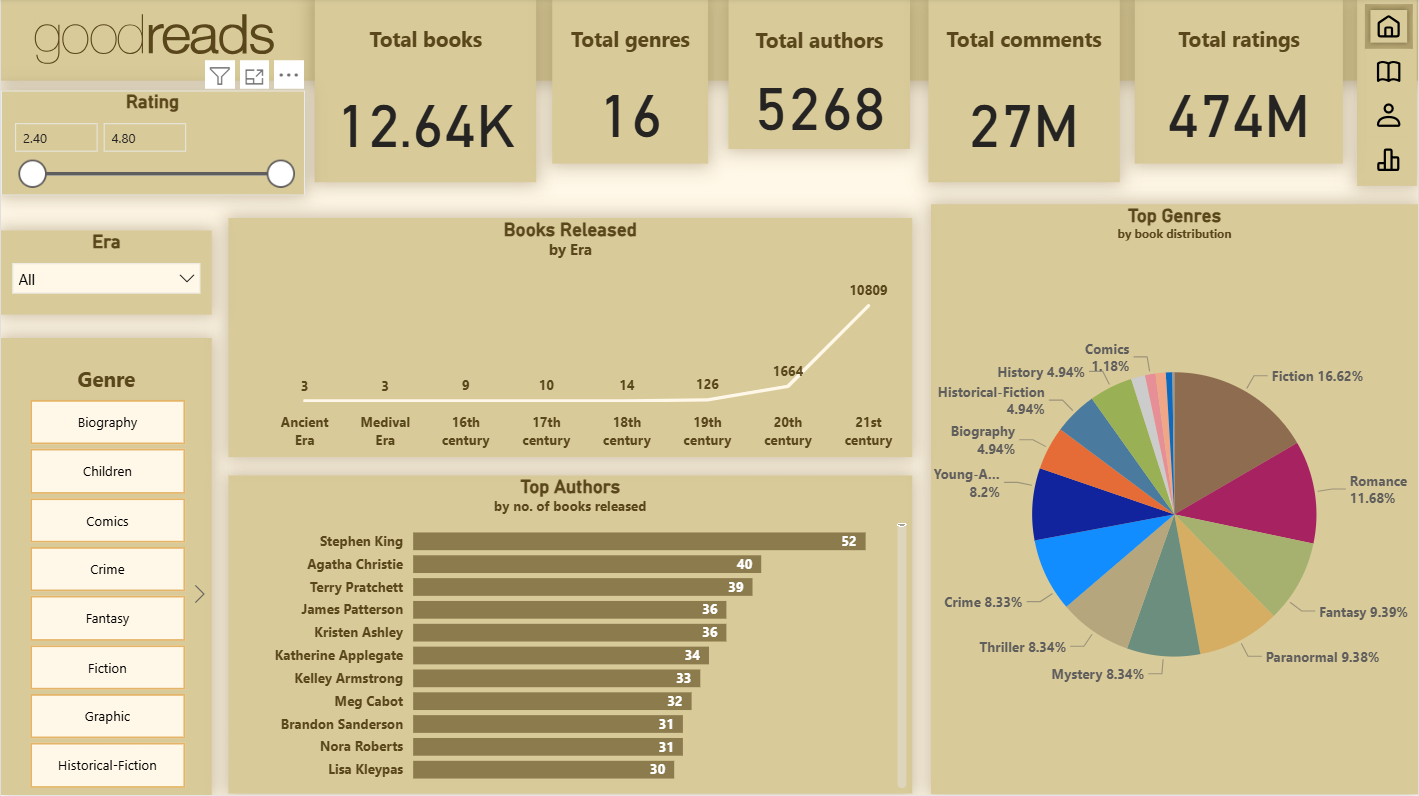 goodreads
Total books
12.64K
Total genres
16
Total authors
5268
Total comments
27M
Total ratings
474M
Rating
2.40
4.80
Era
All
Genre
Biography
Children
Comics
Crime
Fantasy
Fiction
Graphic
Historical-Fiction
Books Released
by Era
3
3
9
10
14
126
1664
10809
Ancient
Era
Medival
Era
16th
century
17th
century
18th
century
19th
century
20th
century
21st
century
Top Authors
by no. of books released
Stephen King 52
Agatha Christie 40
Terry Pratchett 39
James Patterson 36
Kristen Ashley 36
Katherine Applegate 34
Kelley Armstrong 33
Meg Cabot 32
Brandon Sanderson 31
Nora Roberts 31
Lisa Kleypas 30
Top Genres
by book distribution
Fiction 16.62%
Romance
11.68%
Fantasy 9.39%
Paranormal 9.38%
Mystery 8.34%
Thriller 8.34%
Crime 8.33%
Young-A...
8.2%
Biography
4.94%
Historical-Fiction
4.94%
History 4.94%
Comics
1.18%